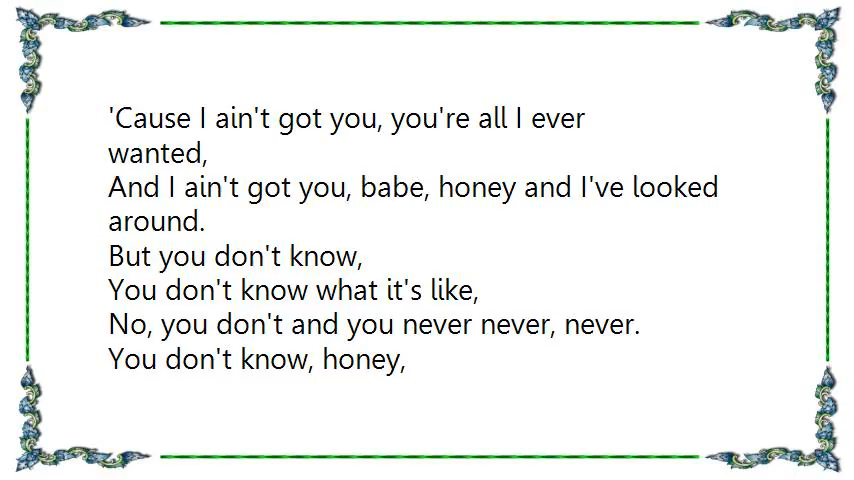 'Cause I ain't got you, you're all I ever
wanted,
And I ain't got you, babe, honey and I've looked
around.
But you don't know,
You don't know what it's like,
No, you don't and you never never, never.
You don't know, honey,